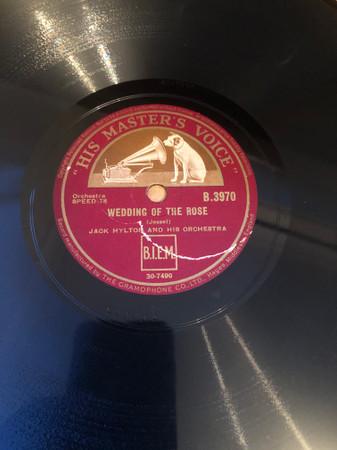 "HIS MASTER'S VOICE"
Orchestra
SPEED-78
B.3970
WEDDING OF THE ROSE
(Jessel)
JACK HYLTON AND HIS ORCHESTRA
B.I.E.M
30-7490
THE GRAMOPHONE CO., LTD., Hayes,